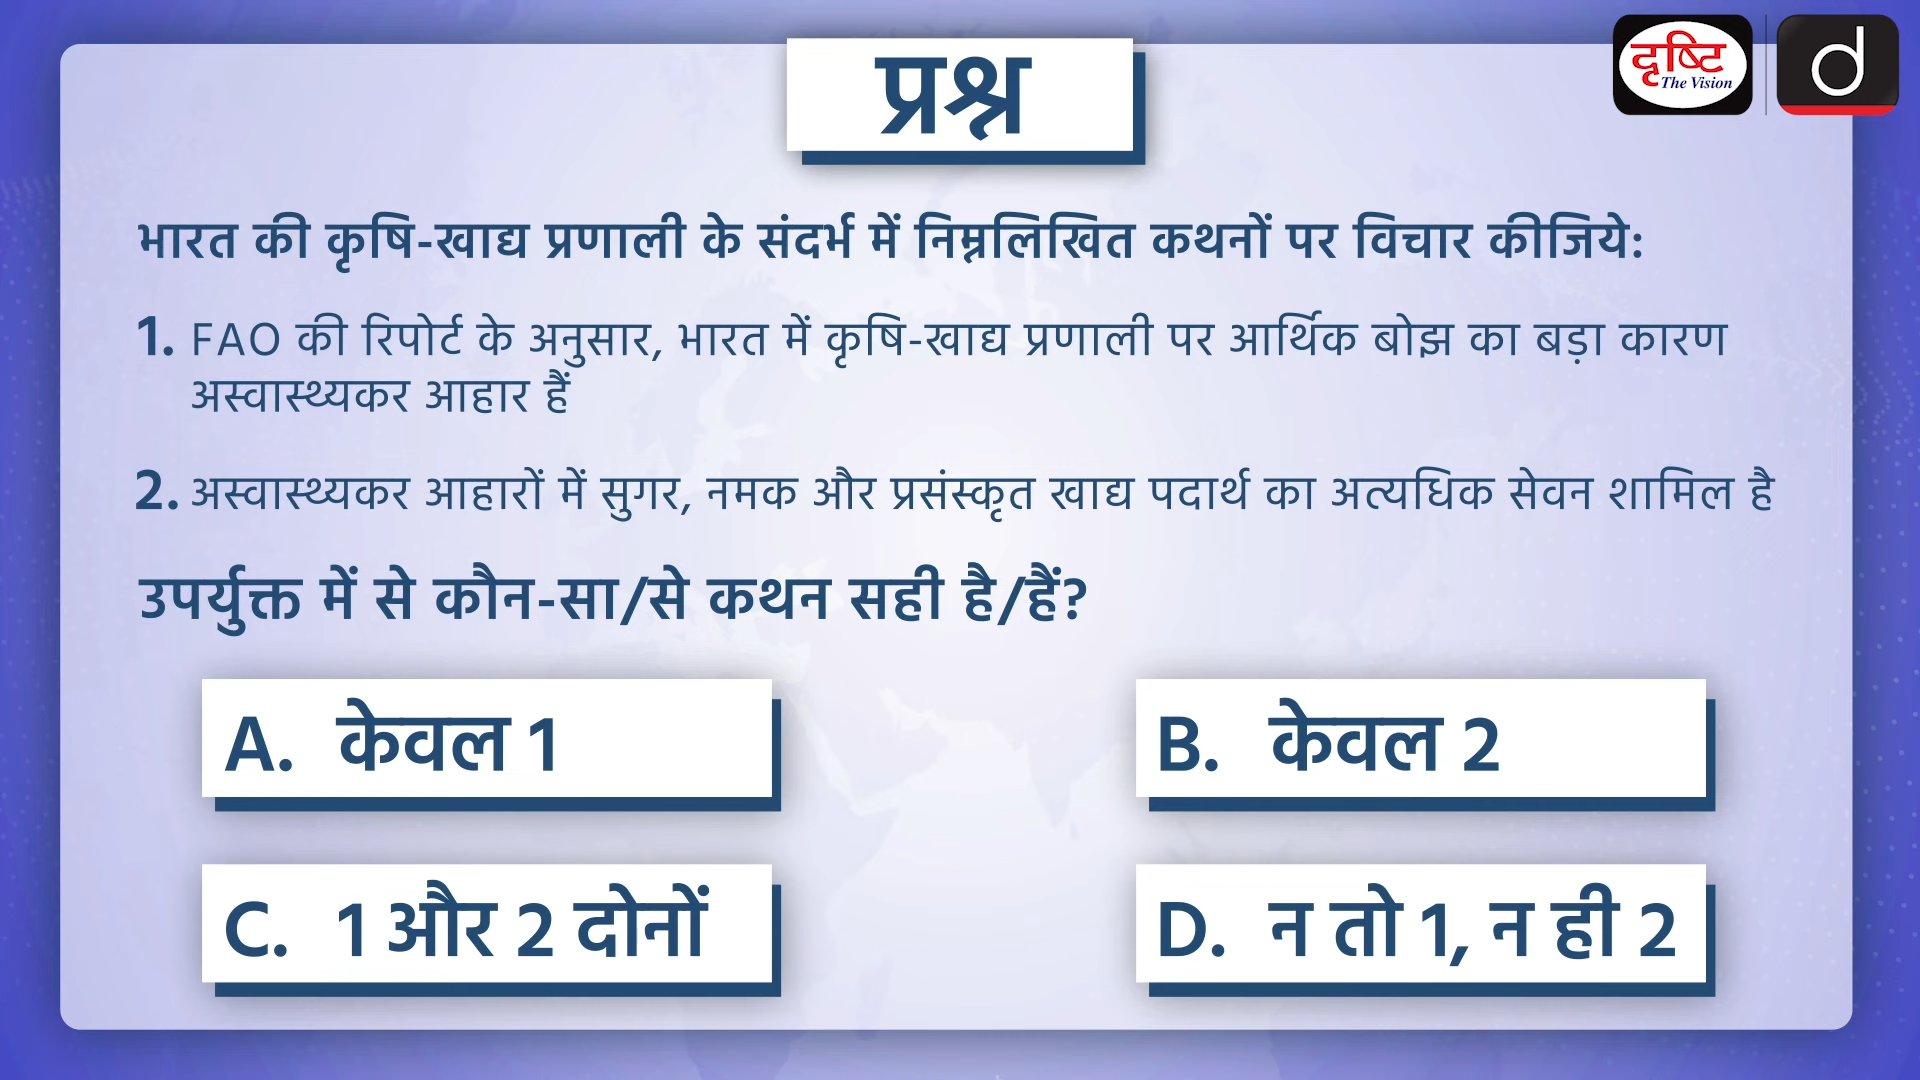 प्रश्न
दृष्टि
The Vision
d
भारत की कृषि-खाद्य प्रणाली के संदर्भ में निम्नलिखित कथनों पर विचार कीजिये:
1. FAO की रिपोर्ट के अनुसार, भारत में कृषि-खाद्य प्रणाली पर आर्थिक बोझ का बड़ा कारण
अस्वास्थ्यकर आहार हैं
2. अस्वास्थ्यकर आहारों में सुगर, नमक और प्रसंस्कृत खाद्य पदार्थ का अत्यधिक सेवन शामिल है
उपर्युक्त में से कौन-सा/से कथन सही है/हैं?
A. केवल 1
B. केवल 2
C. 1 और 2 दोनों
D. न तो 1, न ही 2